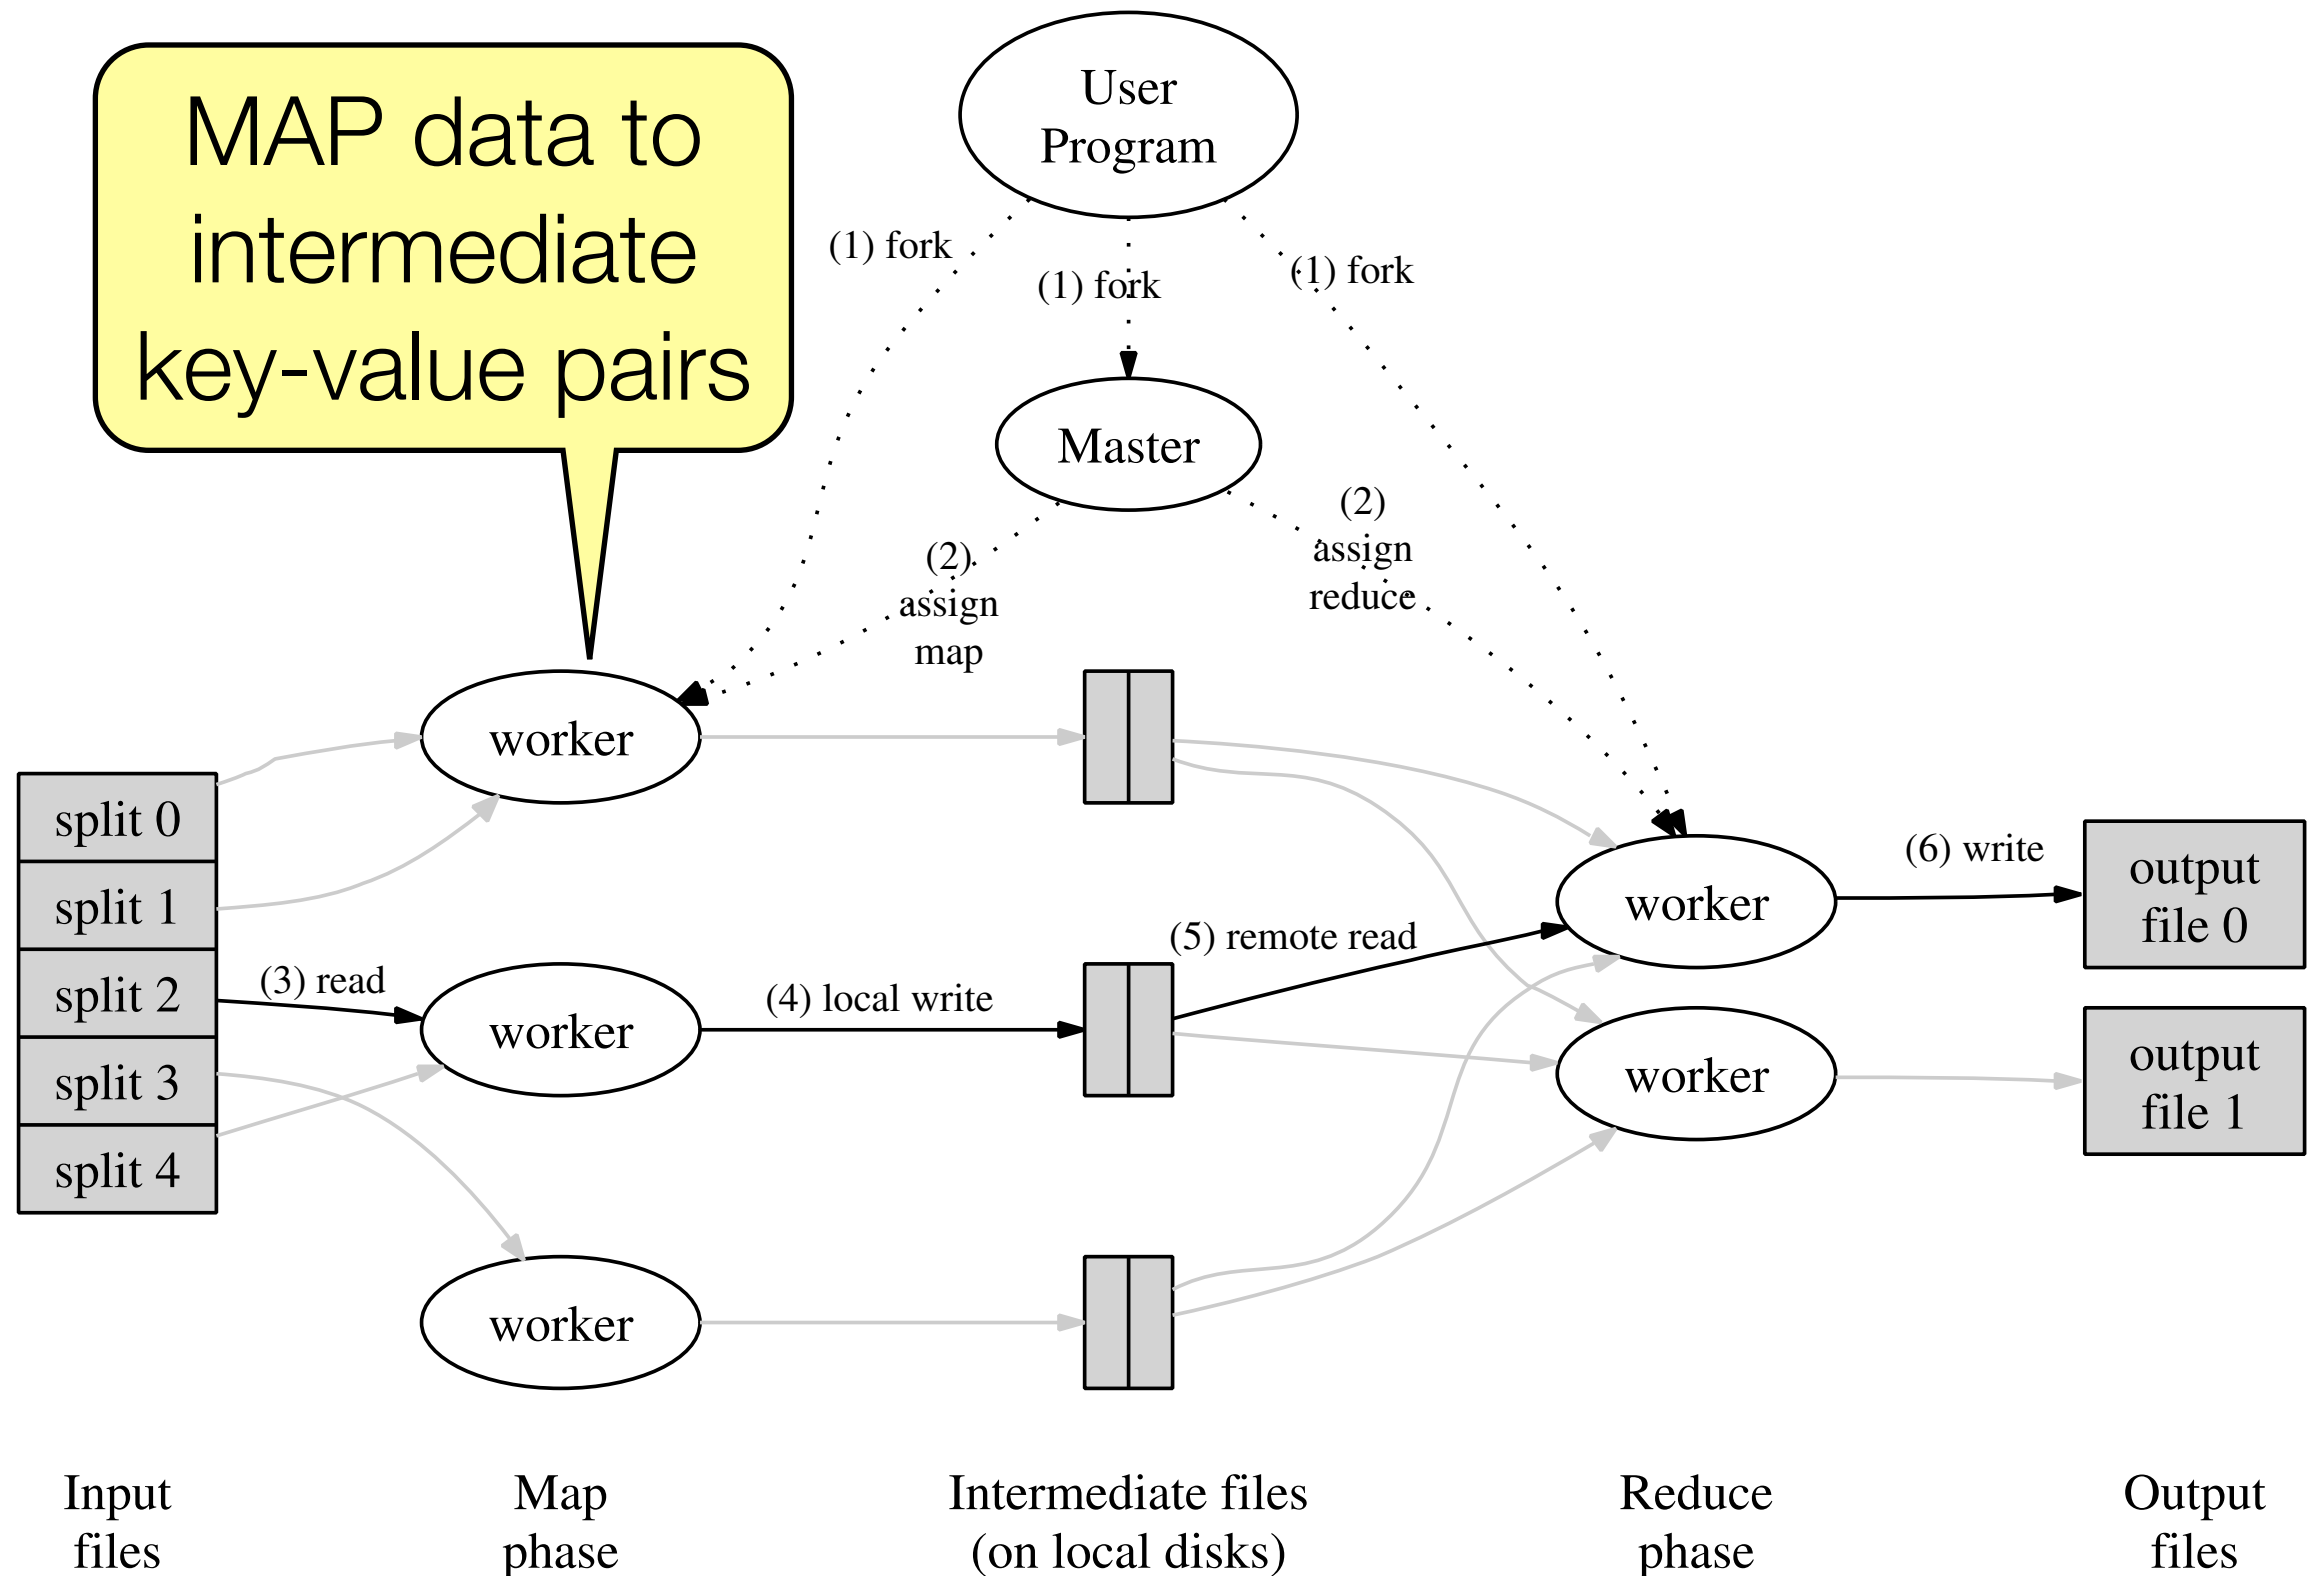 MAP data to
intermediate
key-value pairs
User
Program
(1) fork
(1) fork
(1) fork
Master
(2)
assign
map
(2)
assign
reduce
worker
split 0
split 1
split 2
split 3
split 4
(3) read
worker
(4) local write
(5) remote read
worker
(6) write
output
file 0
worker
output
file 1
worker
Input
files
Map
phase
Intermediate files
(on local disks)
Reduce
phase
Output
files